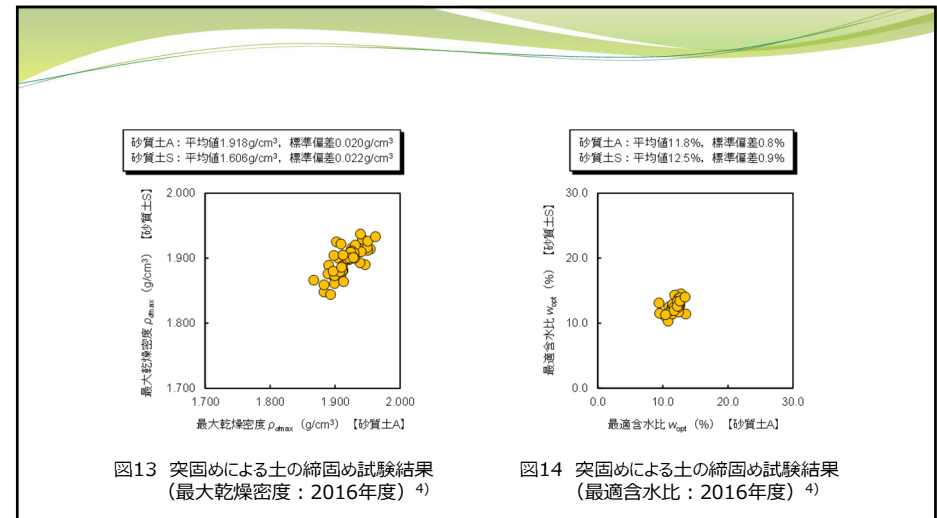 砂質土A：平均値1.918g/cm³，標準偏差0.020g/cm³
砂質土S：平均値1.606g/cm³，標準偏差0.022g/cm³
2.000
1.900
1.800
1.700
1.700 1.800 1.900 2.000
最大乾燥密度 ρdmax （g/cm³） 【砂質土S】
最大乾燥密度 ρdmax （g/cm³） 【砂質土A】
図13 突固めによる土の締固め試験結果
（最大乾燥密度：2016年度）4)
砂質土A：平均値11.8%，標準偏差0.8%
砂質土S：平均値12.5%，標準偏差0.9%
30.0
20.0
10.0
0.0
0.0 10.0 20.0 30.0
最適含水比 wopt （%） 【砂質土S】
最適含水比 wopt （%） 【砂質土A】
図14 突固めによる土の締固め試験結果
（最適含水比：2016年度）4)